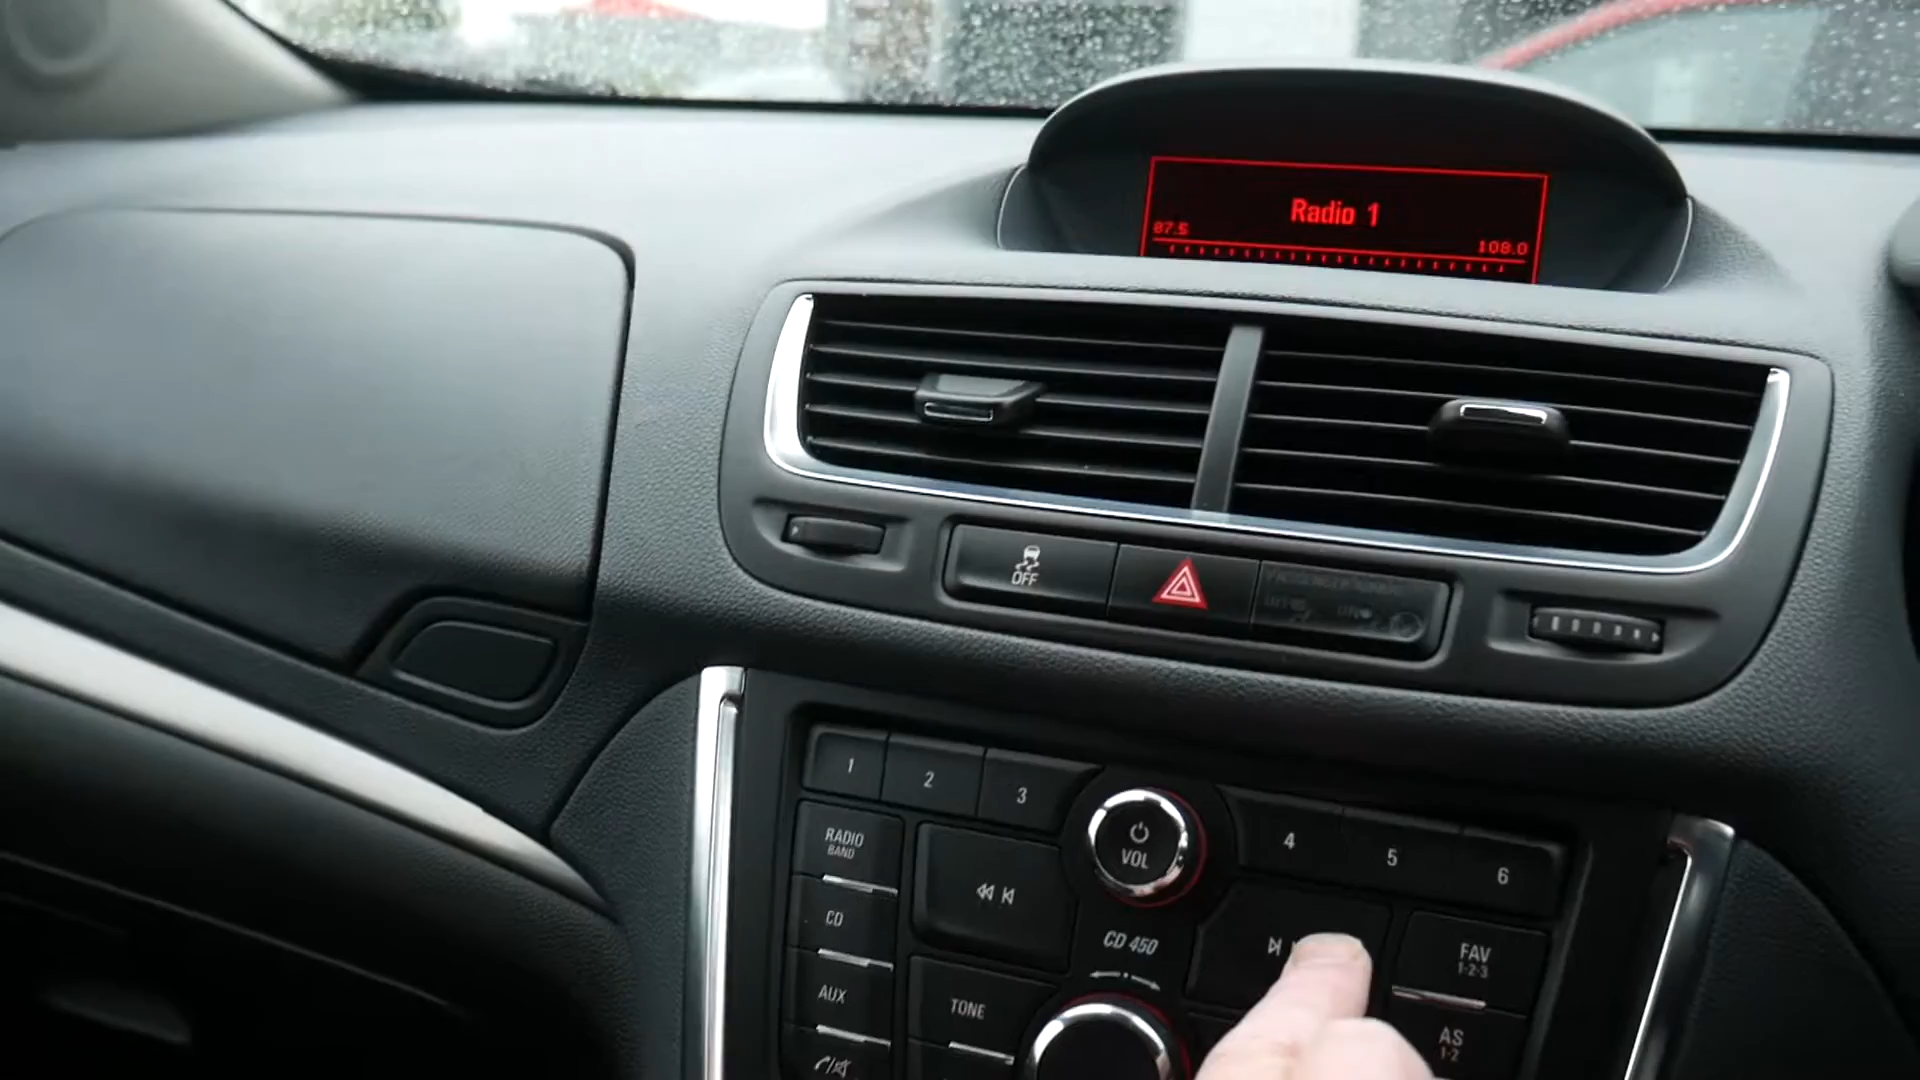 Radio 1
87.5
108.0
OFF
1
2
3
VOL
4
5
6
RADIO
BAND
CD
CD 450
FAV
1-2-3
AUX
TONE
AS
1-2